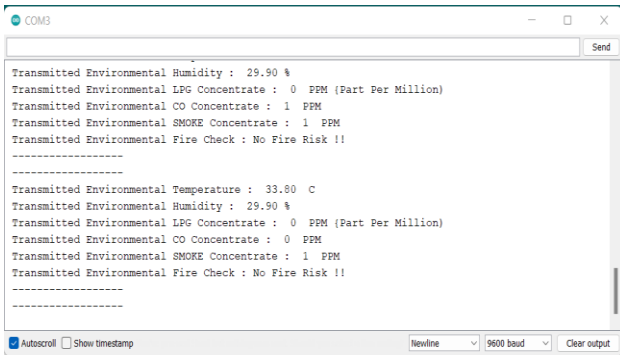 COM3
Send
Transmitted Environmental Humidity :  29.90 %
Transmitted Environmental LPG Concentrate :  0  PPM {Part Per Million)
Transmitted Environmental CO Concentrate :  1  PPM
Transmitted Environmental SMOKE Concentrate :  1  PPM
Transmitted Environmental Fire Check : No Fire Risk !!
------------------
------------------
Transmitted Environmental Temperature :  33.80  C
Transmitted Environmental Humidity :  29.90 %
Transmitted Environmental LPG Concentrate :  0  PPM {Part Per Million)
Transmitted Environmental CO Concentrate :  0  PPM
Transmitted Environmental SMOKE Concentrate :  1  PPM
Transmitted Environmental Fire Check : No Fire Risk !!
------------------
------------------
Autoscroll Show timestamp Newline 9600 baud Clear output